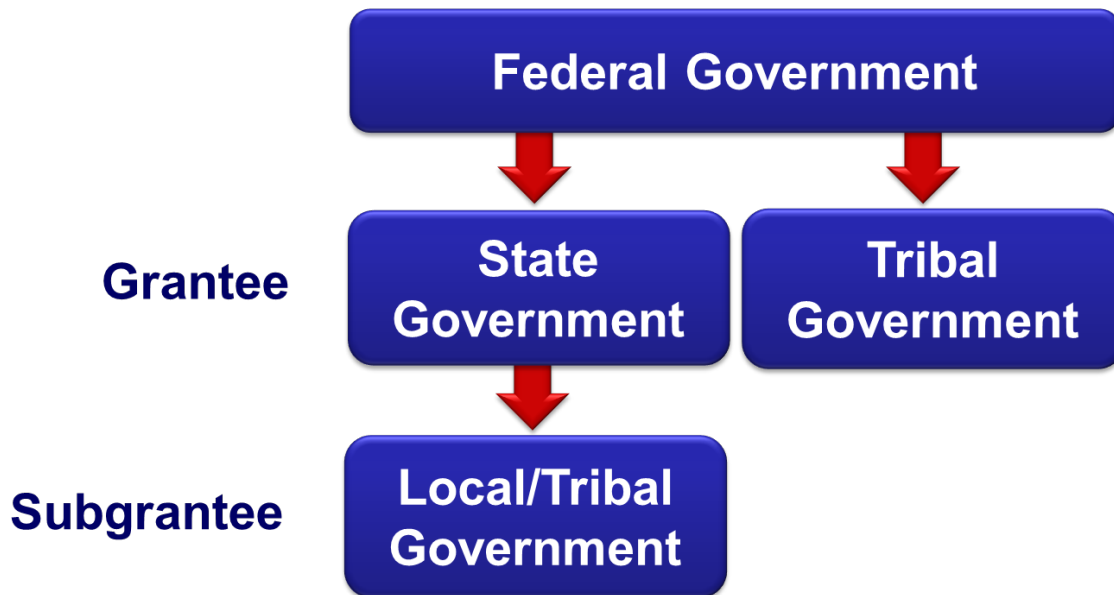 Federal Government
Grantee
State
Government
Tribal
Government
Subgrantee
Local/Tribal
Government